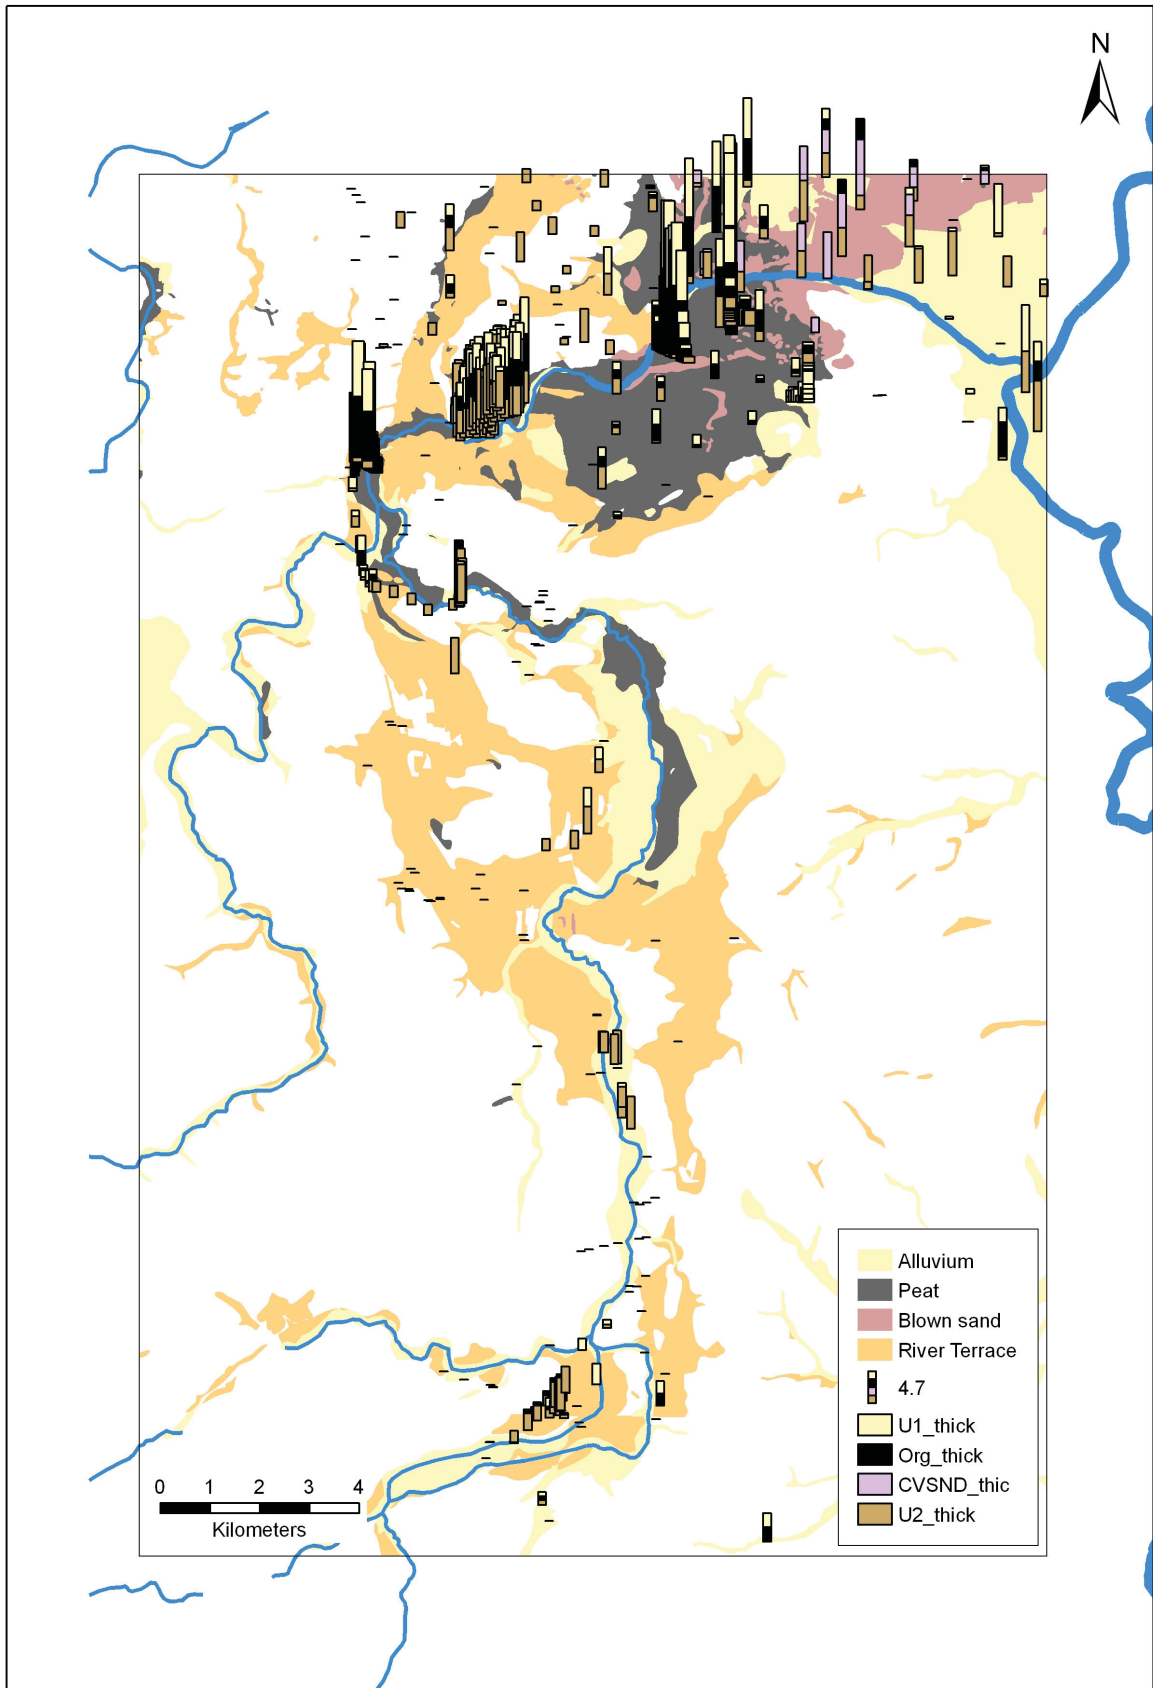 N
Alluvium
Peat
Blown sand
River Terrace
4.7
U1_thick
Org_thick
CVSND_thic
U2_thick
0 1 2 3 4
Kilometers